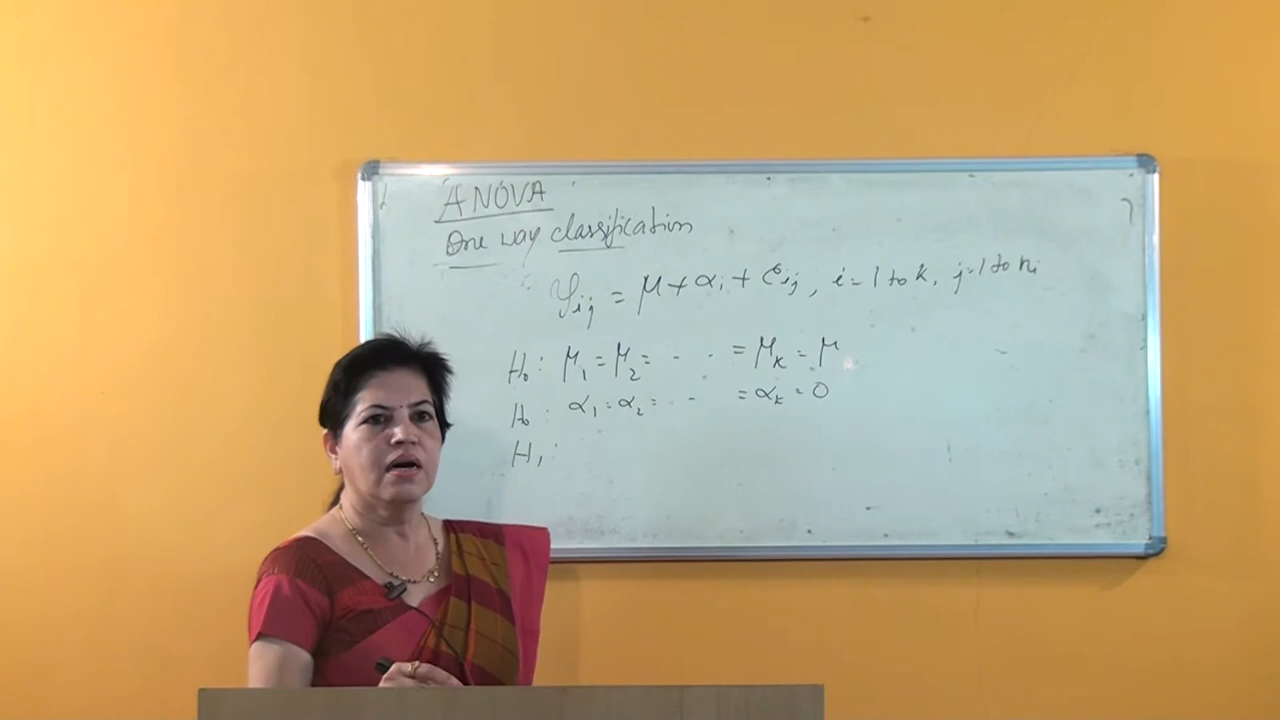 ANOVA
One way classification
Yij = μ + αi + eij, i = 1 to k, j = 1 to ni
H0 : μ1 = μ2 = - - = μk = μ
H0 : α1 = α2 = - - = αk = 0
H1 :